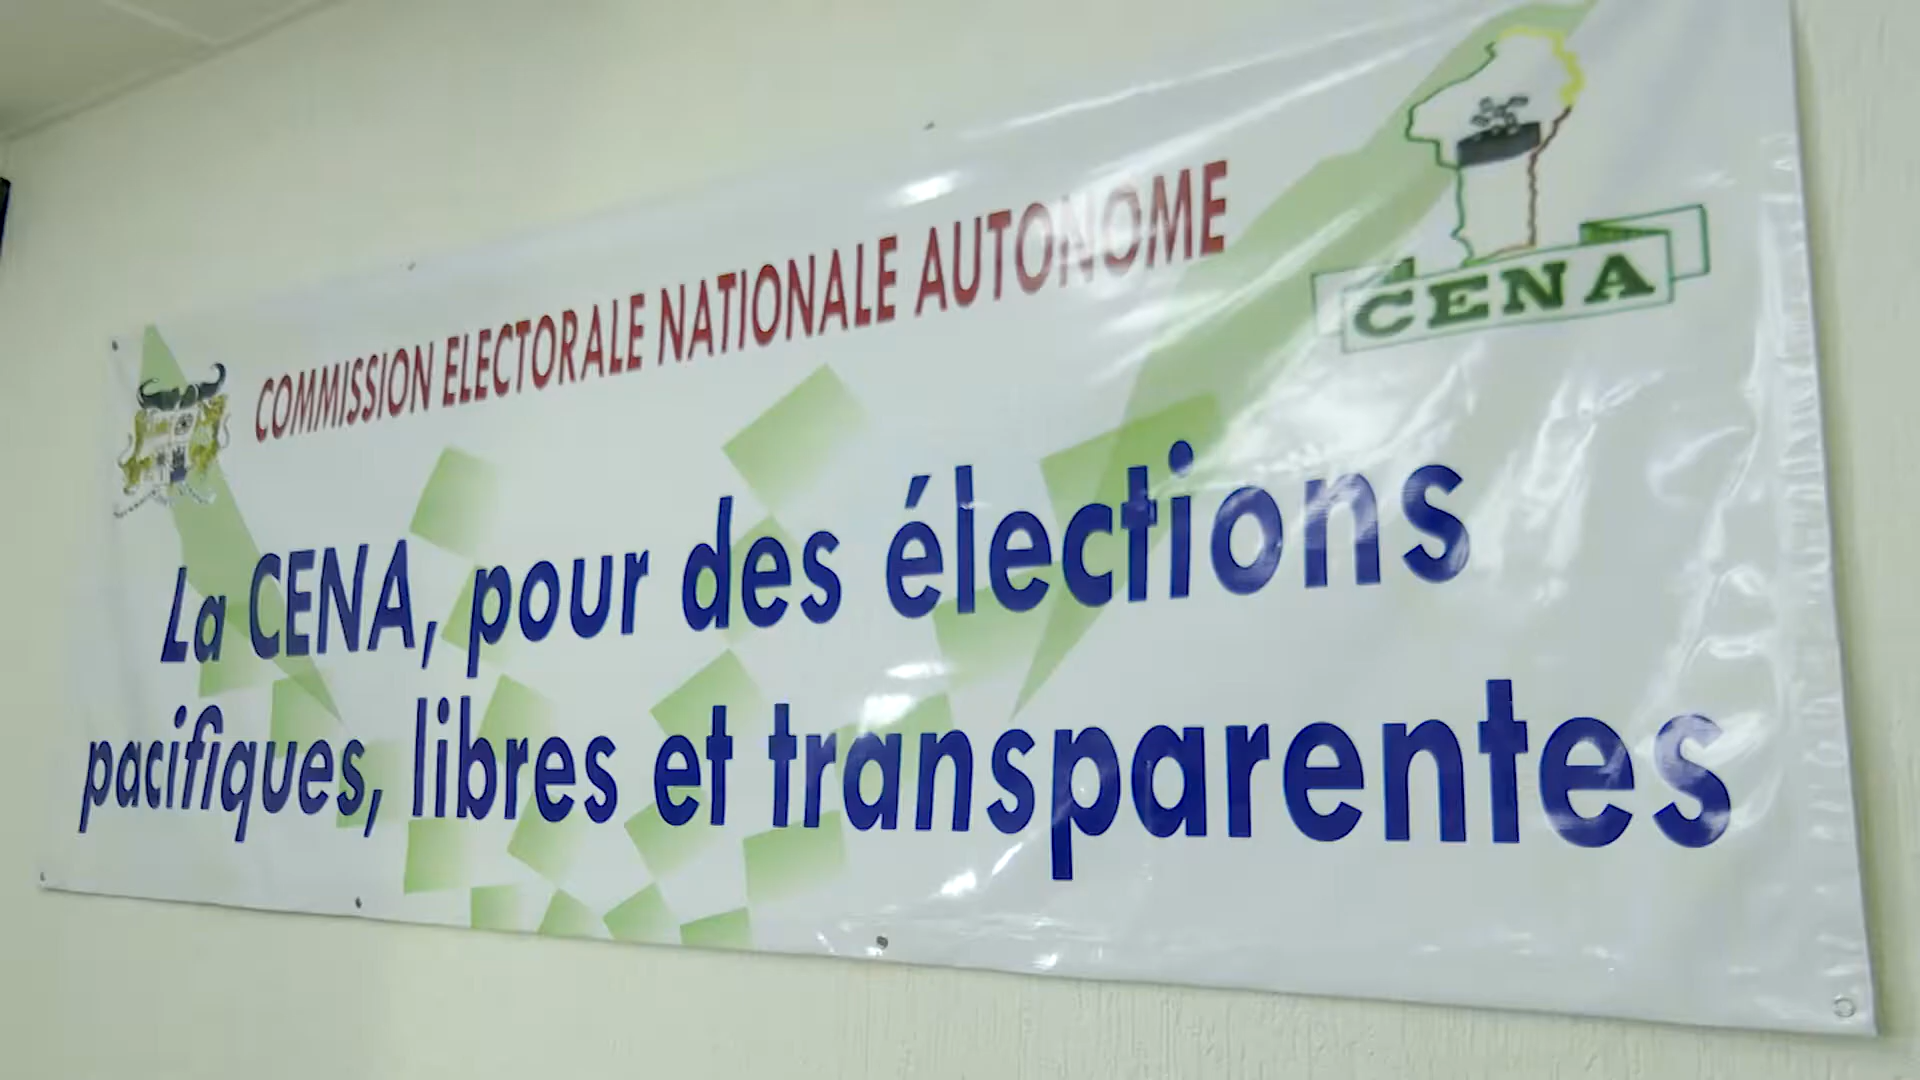 COMMISSION ELECTORALE NATIONALE AUTONOME
CENA
La CENA, pour des élections
pacifiques, libres et transparentes